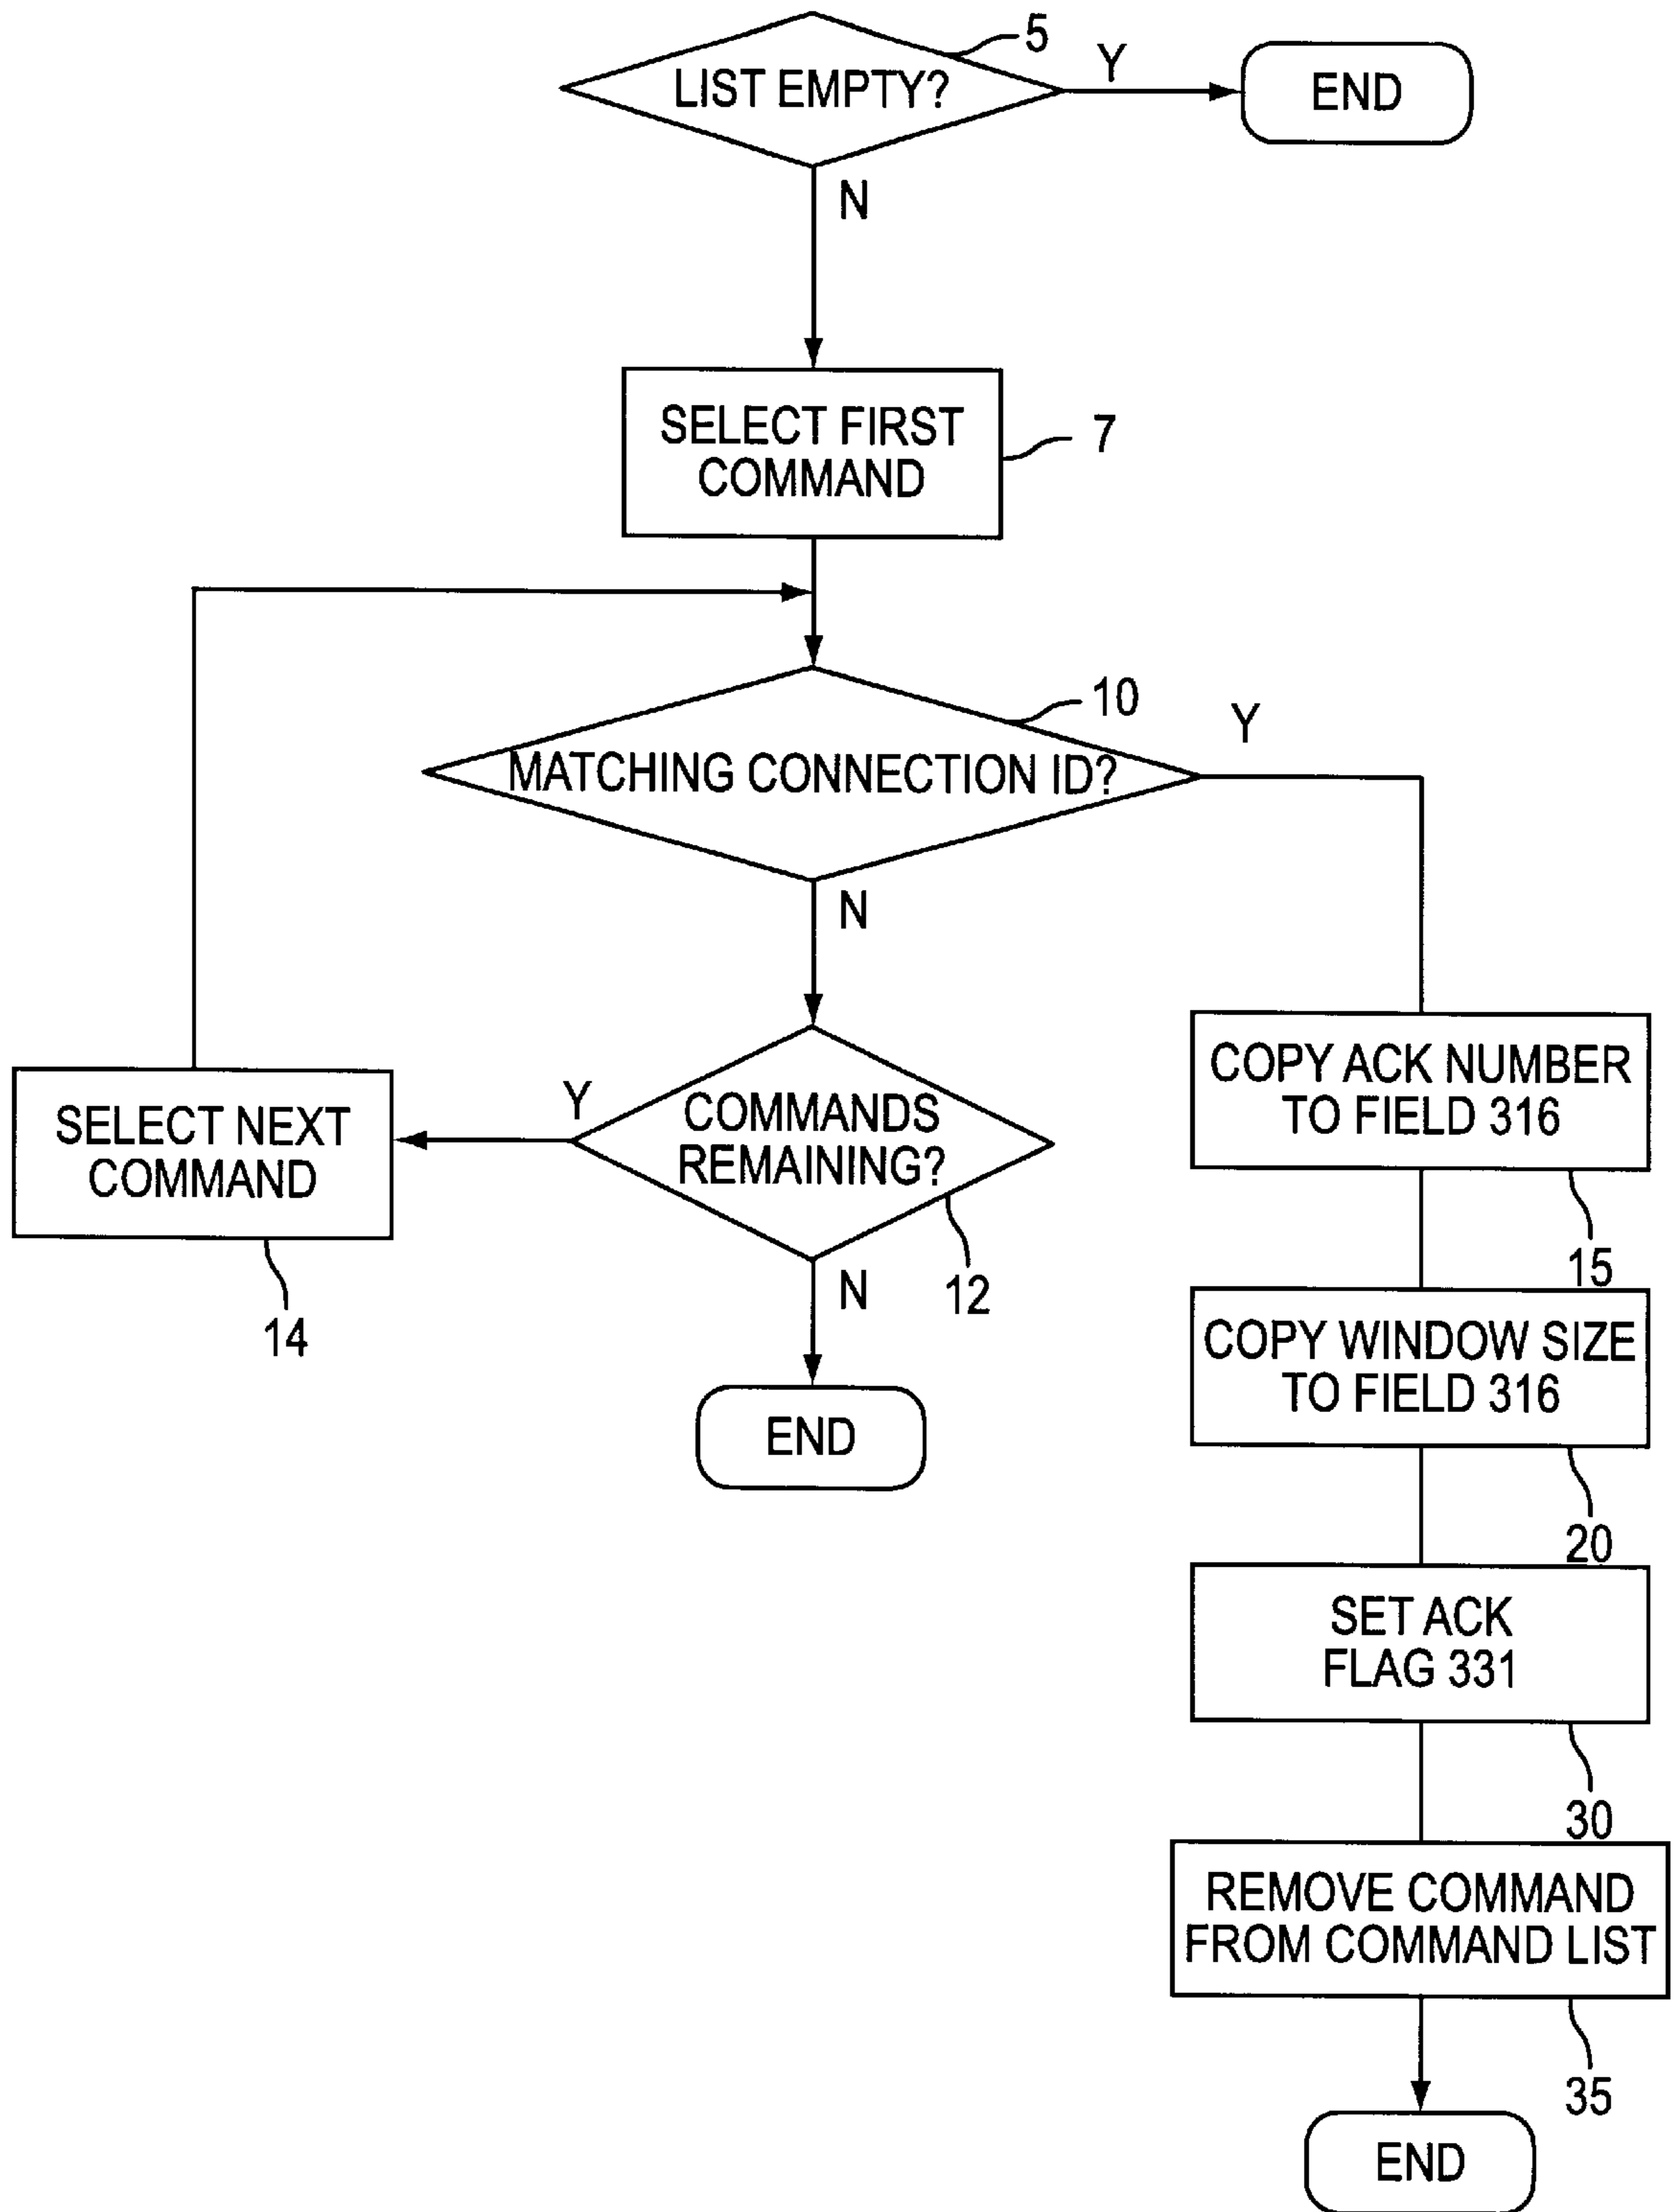 5
LIST EMPTY?
Y
END
N
SELECT FIRST
COMMAND
7
10
MATCHING CONNECTION ID?
Y
N
COMMANDS
REMAINING?
Y
12
SELECT NEXT
COMMAND
14
N
END
COPY ACK NUMBER
TO FIELD 316
15
COPY WINDOW SIZE
TO FIELD 316
20
SET ACK
FLAG 331
30
REMOVE COMMAND
FROM COMMAND LIST
35
END